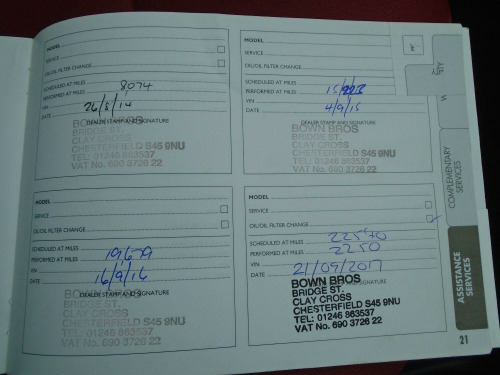 MODEL
SERVICE
OIL/OIL FILTER CHANGE
SCHEDULED AT MILES
PERFORMED AT MILES 8074
VIN
DATE 26/8/14
DEALER STAMP AND SIGNATURE
BOWN BROS
BRIDGE ST.
CLAY CROSS
CHESTERFIELD S45 9NU
TEL: 01246 863537
VAT No. 690 3726 22
MODEL
SERVICE
OIL/OIL FILTER CHANGE
SCHEDULED AT MILES
PERFORMED AT MILES
VIN
DATE 4/9/15
DEALER STAMP AND SIGNATURE
BOWN BROS
BRIDGE ST.
CLAY CROSS
CHESTERFIELD S45 9NU
TEL: 01246 863537
VAT No. 690 3726 22
MODEL
SERVICE
OIL/OIL FILTER CHANGE
SCHEDULED AT MILES
PERFORMED AT MILES
VIN
DATE 16/9/16
DEALER STAMP AND SIGNATURE
BOWN BROS
BRIDGE ST.
CLAY CROSS
CHESTERFIELD S45 9NU
TEL: 01246 863537
VAT No. 690 3726 22
MODEL
SERVICE
OIL/OIL FILTER CHANGE
SCHEDULED AT MILES
PERFORMED AT MILES 2250
VIN
DATE 21/09/2017
SIGNATURE
BOWN BROS
BRIDGE ST.
CLAY CROSS
CHESTERFIELD S45 9NU
TEL: 01246 863537
VAT No. 690 3726 22
COMPLEMENTARY
SERVICES
ASSISTANCE
SERVICES
21